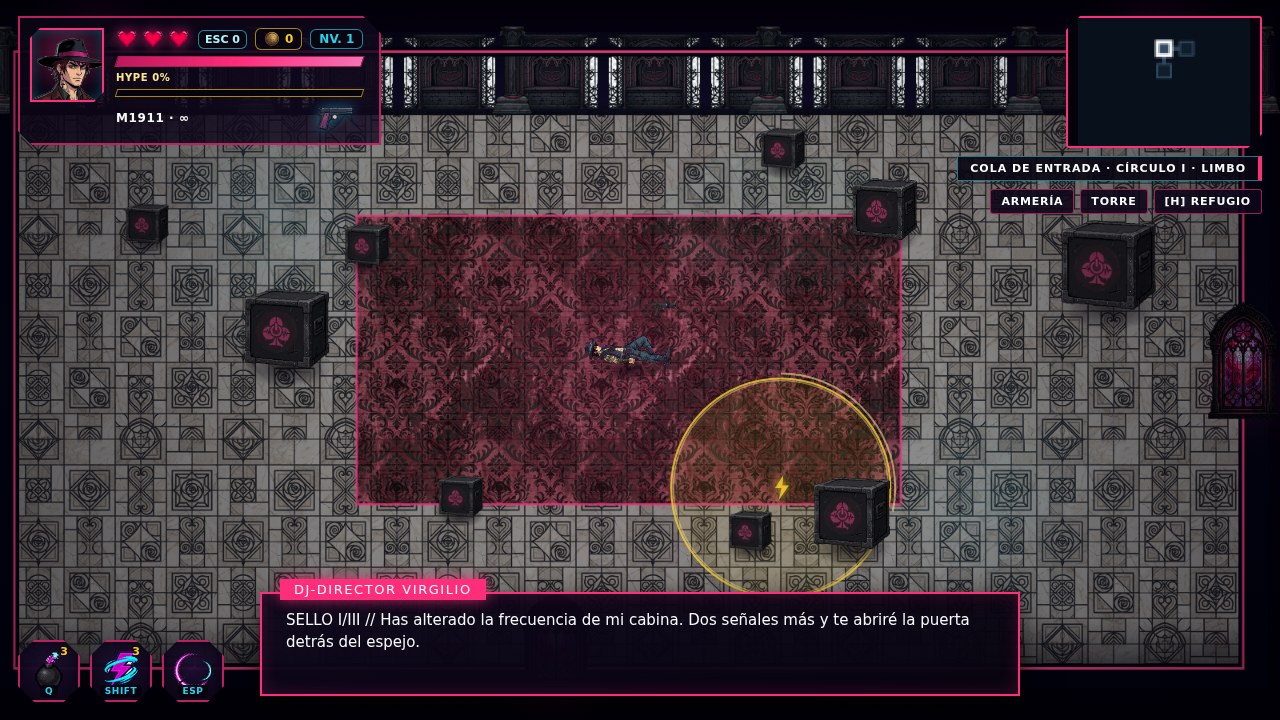 ESC 0
0
NV. 1
HYPE 0%
M1911 · ∞
COLA DE ENTRADA · CÍRCULO I · LIMBO
ARMERÍA
TORRE
[H] REFUGIO
DJ-DIRECTOR VIRGILIO
SELLO I/III // Has alterado la frecuencia de mi cabina. Dos señales más y te abriré la puerta
detrás del espejo.
3
Q
3
SHIFT
ESP